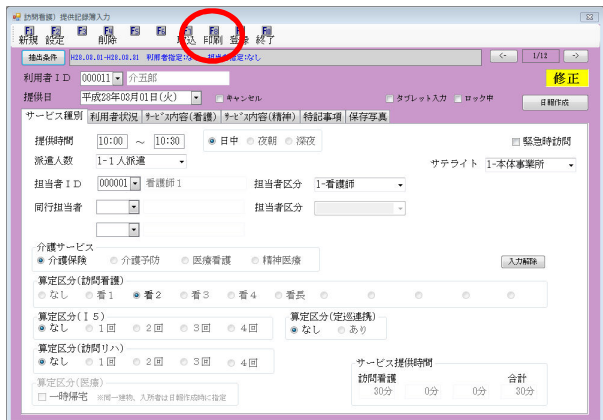 訪問看護） 提供記録簿入力
新規 設定 削除 取込 印刷 登録 終了
抽出条件 H28.03.01-H28.03.31 利用者指定:なし 担当者指定:なし <- 1/12 ->
利用者ＩＤ 000011 介五郎 修正
提供日 平成28年03月01日(火) キャンセル タブレット入力 ロック中 日報作成
サービス種別 利用者状況 ｻｰﾋﾞｽ内容(看護) ｻｰﾋﾞｽ内容(精神) 特記事項 保存写真
提供時間 10:00 ～ 10:30 日中 夜朝 深夜 緊急時訪問
派遣人数 1-1人派遣 サテライト 1-本体事業所
担当者ＩＤ 000001 看護師1 担当者区分 1-看護師
同行担当者 担当者区分
介護サービス
介護保険 介護予防 医療看護 精神医療 入力解除
算定区分(訪問看護)
なし 看1 看2 看3 看4 看長
算定区分(Ｉ５) 算定区分(定巡連携)
なし 1回 2回 3回 4回 なし あり
算定区分(訪問リハ)
なし 1回 2回 3回 4回 サービス提供時間
算定区分(医療) 訪問看護 合計
一時帰宅 ※同一建物、入所者は日報作成時に指定 30分 0分 0分 30分